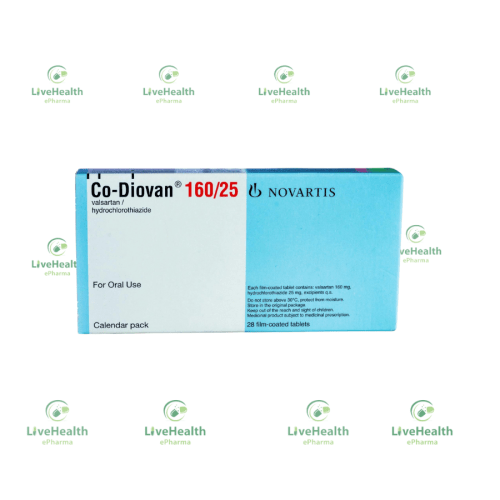 LiveHealth LiveHealth LiveHealth LiveHealth
ePharma ePharma ePharma ePharma
Co-Diovan® 160/25
NOVARTIS
valsartan /
hydrochlorothiazide
LiveHealth
ePharma
LiveHealth
ePharma
For Oral Use
Each film-coated tablet contains: valsartan 160 mg,
hydrochlorothiazide 25 mg, excipients q.s.
Do not store above 30°C, protect from moisture.
Store in the original package
Keep out of the reach and sight of children.
Medicinal product subject to medicinal prescription.
Calendar pack
28 film-coated tablets
LiveHealth LiveHealth LiveHealth LiveHealth
ePharma ePharma ePharma ePharma